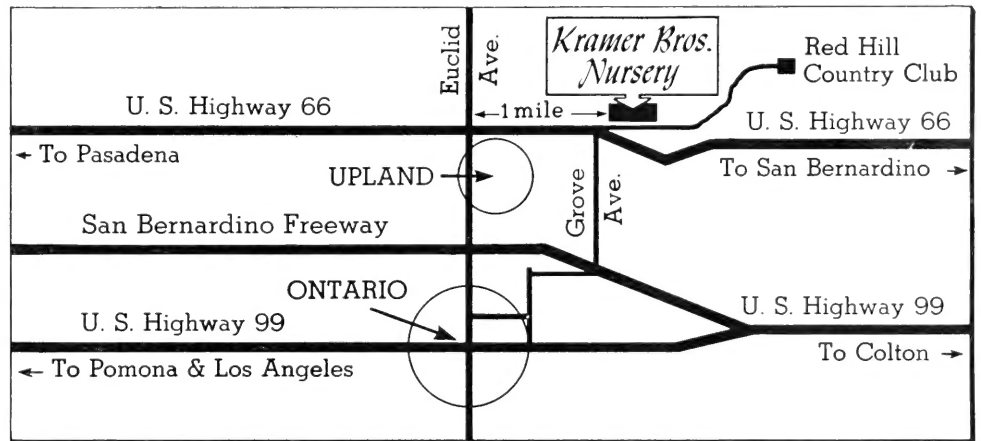 Euclid
Ave.
Kramer Bros.
Nursery
Red Hill
Country Club
U. S. Highway 66
←1 mile→
U. S. Highway 66
← To Pasadena
To San Bernardino →
UPLAND
Grove
Ave.
San Bernardino Freeway
ONTARIO
U. S. Highway 99
U. S. Highway 99
← To Pomona & Los Angeles
To Colton →